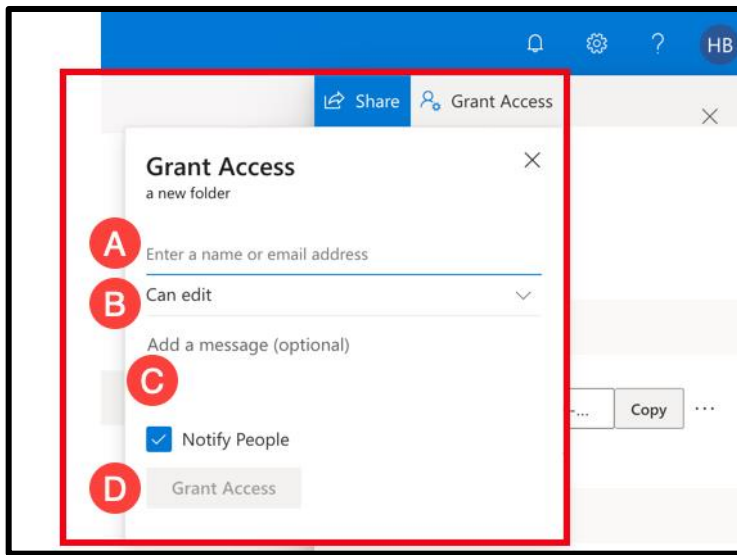 HB
Share Grant Access
Grant Access
a new folder
A Enter a name or email address
B Can edit
Add a message (optional)
C
-... Copy ...
Notify People
D Grant Access